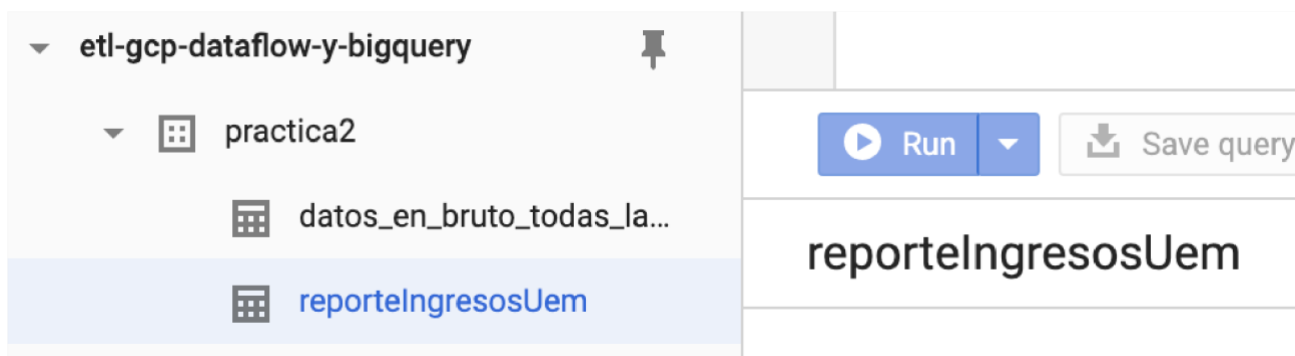 etl-gcp-dataflow-y-bigquery
practica2
datos_en_bruto_todas_la...
reporteIngresosUem
Run
Save query
reporteIngresosUem